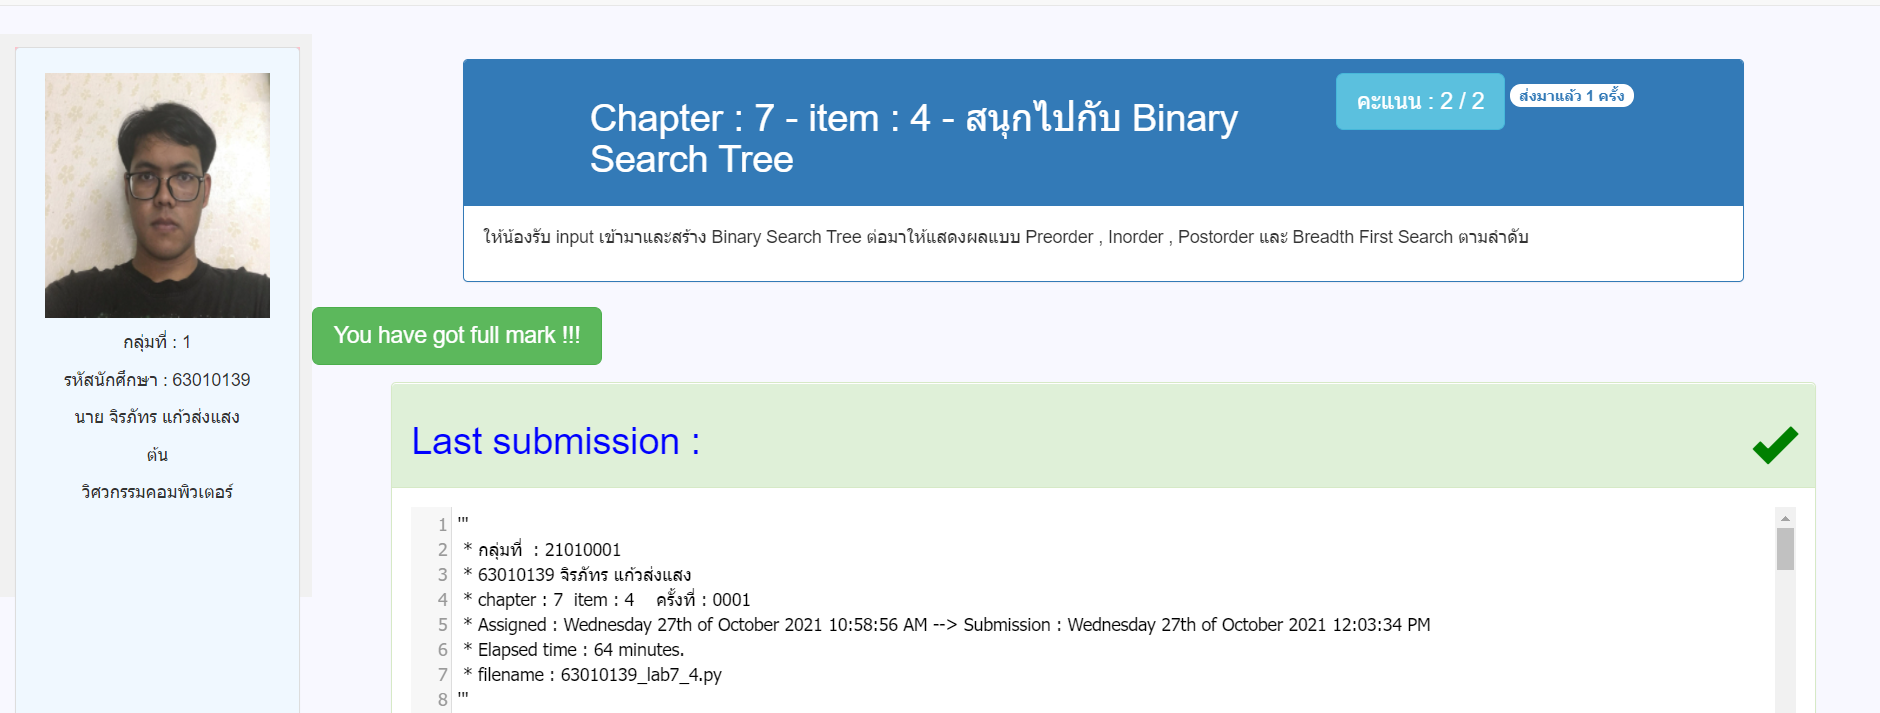 กลุ่มที่ : 1
รหัสนักศึกษา : 63010139
นาย จิรภัทร แก้วส่งแสง
ต้น
วิศวกรรมคอมพิวเตอร์
Chapter : 7 - item : 4 - สนุกไปกับ Binary
Search Tree
คะแนน : 2 / 2
ส่งมาแล้ว 1 ครั้ง
ให้น้องรับ input เข้ามาและสร้าง Binary Search Tree ต่อมาให้แสดงผลแบบ Preorder , Inorder , Postorder และ Breadth First Search ตามลำดับ
You have got full mark !!!
Last submission :
1 '''
2 * กลุ่มที่ : 21010001
3 * 63010139 จิรภัทร แก้วส่งแสง
4 * chapter : 7 item : 4 ครั้งที่ : 0001
5 * Assigned : Wednesday 27th of October 2021 10:58:56 AM --> Submission : Wednesday 27th of October 2021 12:03:34 PM
6 * Elapsed time : 64 minutes.
7 * filename : 63010139_lab7_4.py
8 '''